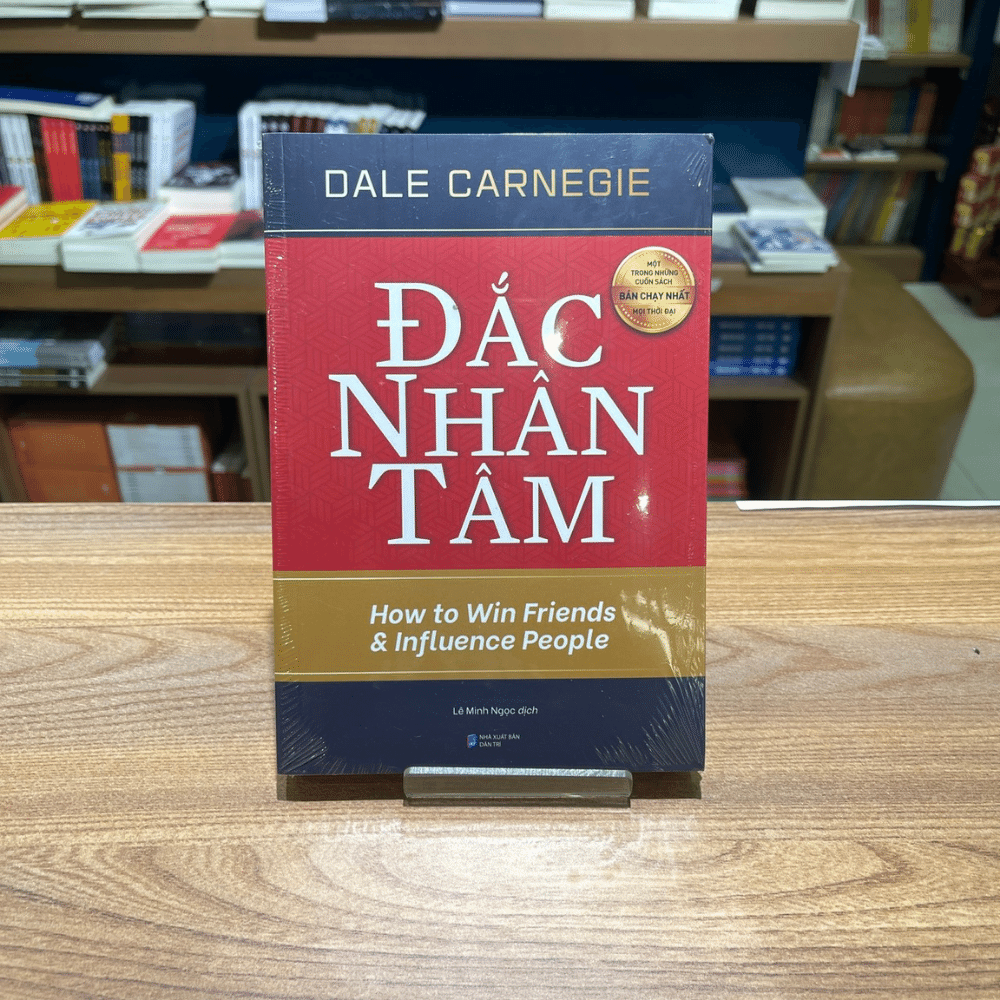 DALE CARNEGIE
MỘT
TRONG NHỮNG
CUỐN SÁCH
BÁN CHẠY NHẤT
MỌI THỜI ĐẠI
ĐẮC
NHÂN
TÂM
How to Win Friends
& Influence People
Lê Minh Ngọc dịch
NHÀ XUẤT BẢN
DÂN TRÍ